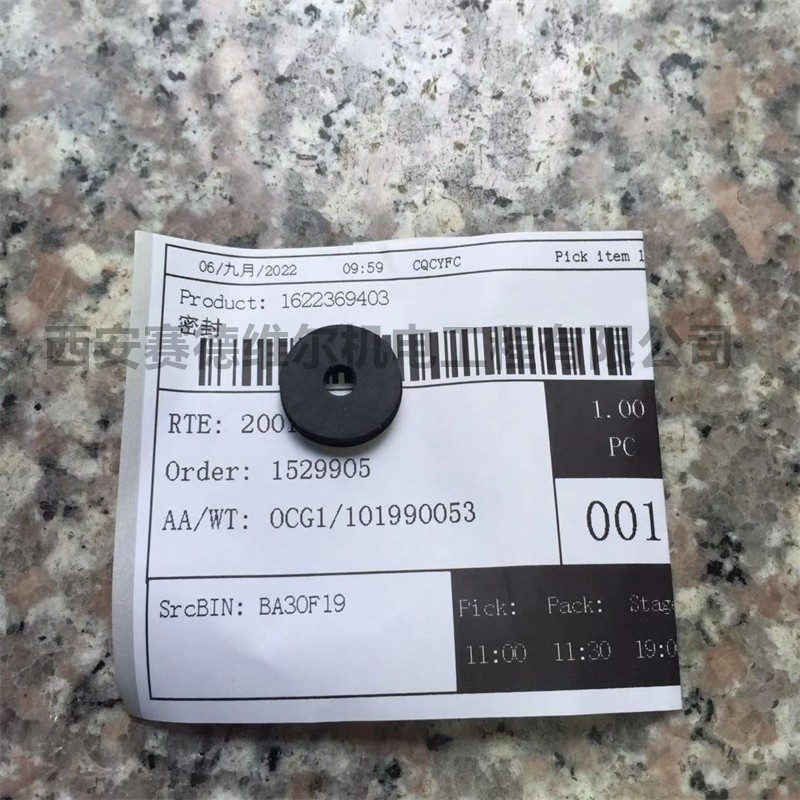 06/九月/2022 09:59 CQCYFC Pick item 1
Product: 1622369403
密封
西安赛德维尔机电工程有限公司
1.00
PC
RTE: 2001
Order: 1529905
AA/WT: OCG1/101990053
001
SrcBIN: BA30F19
Pick: Pack: Stag
11:00 11:30 19:0